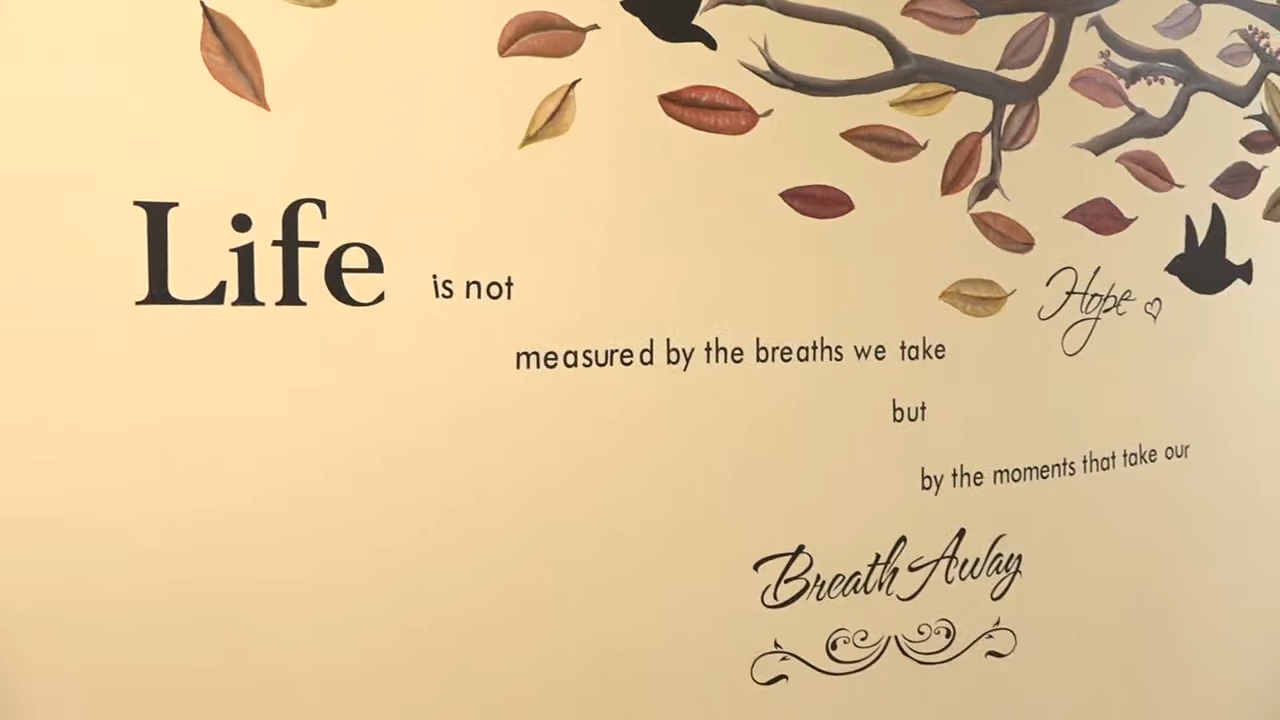 Life is not
Hope
measured by the breaths we take
but
by the moments that take our
Breath Away